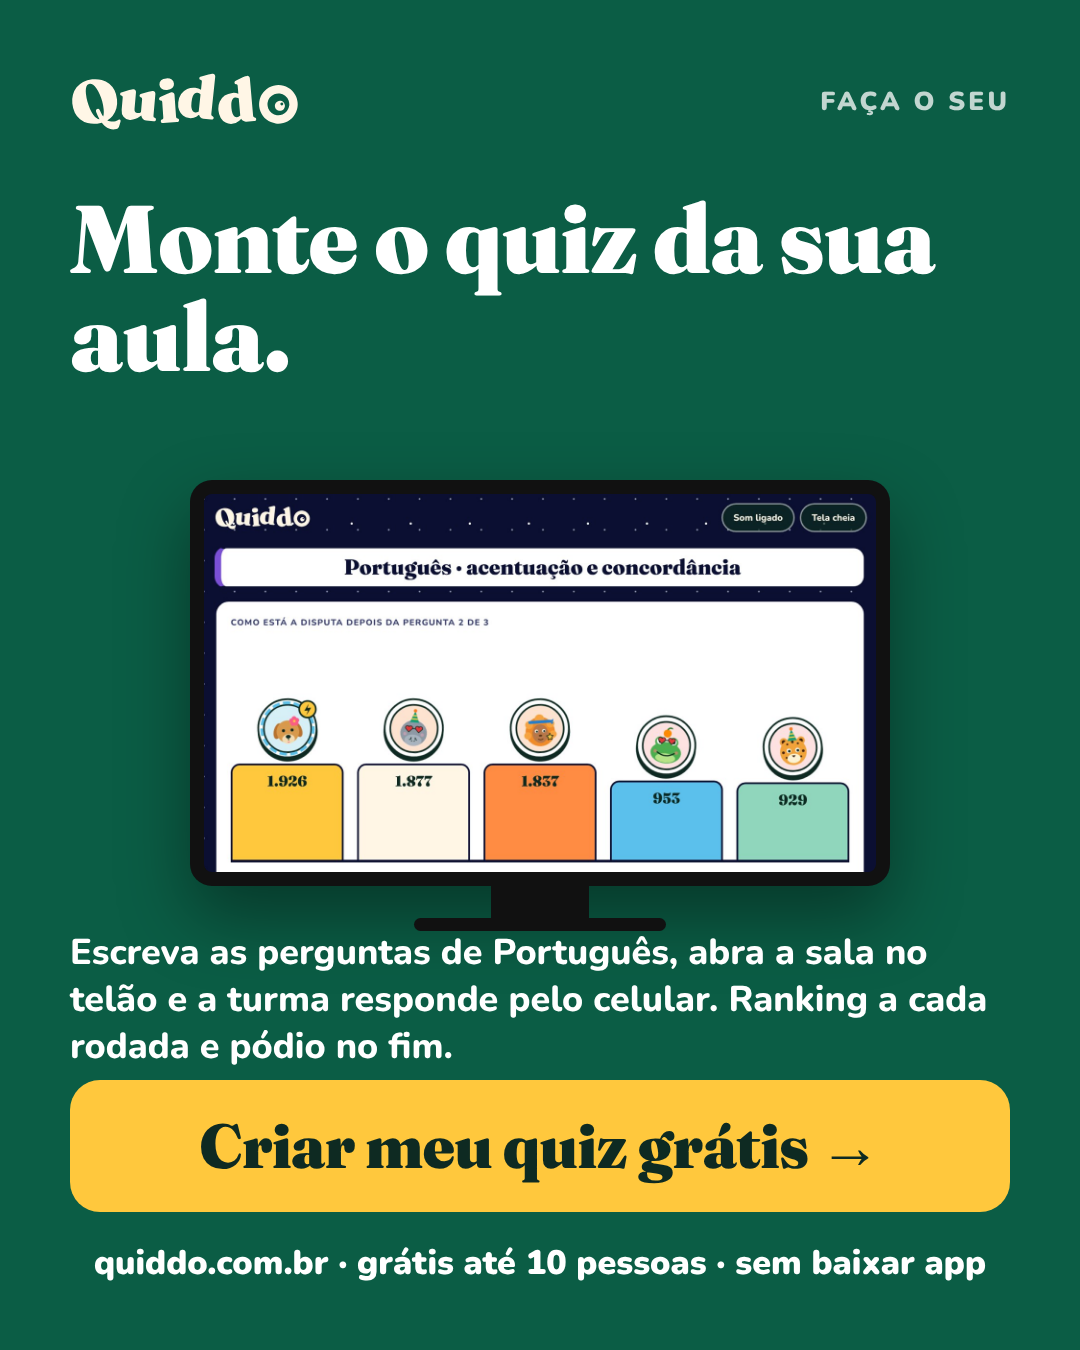 Quiddo
FAÇA O SEU
Monte o quiz da sua
aula.
Quiddo
Som ligado
Tela cheia
Português · acentuação e concordância
COMO ESTÁ A DISPUTA DEPOIS DA PERGUNTA 2 DE 3
1.926
1.877
1.837
953
929
Escreva as perguntas de Português, abra a sala no
telão e a turma responde pelo celular. Ranking a cada
rodada e pódio no fim.
Criar meu quiz grátis →
quiddo.com.br · grátis até 10 pessoas · sem baixar app